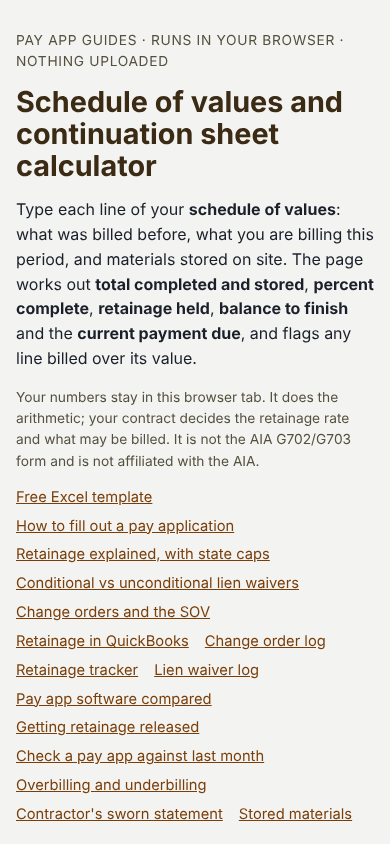 PAY APP GUIDES · RUNS IN YOUR BROWSER ·
NOTHING UPLOADED
Schedule of values and
continuation sheet
calculator
Type each line of your schedule of values:
what was billed before, what you are billing this
period, and materials stored on site. The page
works out total completed and stored, percent
complete, retainage held, balance to finish
and the current payment due, and flags any
line billed over its value.
Your numbers stay in this browser tab. It does the
arithmetic; your contract decides the retainage rate
and what may be billed. It is not the AIA G702/G703
form and is not affiliated with the AIA.
Free Excel template
How to fill out a pay application
Retainage explained, with state caps
Conditional vs unconditional lien waivers
Change orders and the SOV
Retainage in QuickBooks Change order log
Retainage tracker Lien waiver log
Pay app software compared
Getting retainage released
Check a pay app against last month
Overbilling and underbilling
Contractor's sworn statement Stored materials